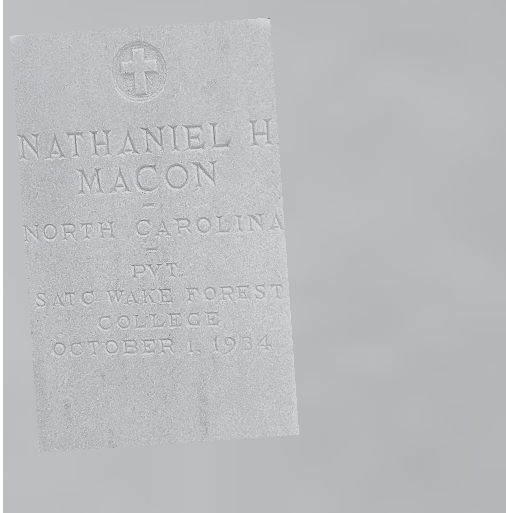 NATHANIEL H
MACON
NORTH CAROLINA
PVT.
SATC WAKE FOREST
COLLEGE
OCTOBER 1, 1934